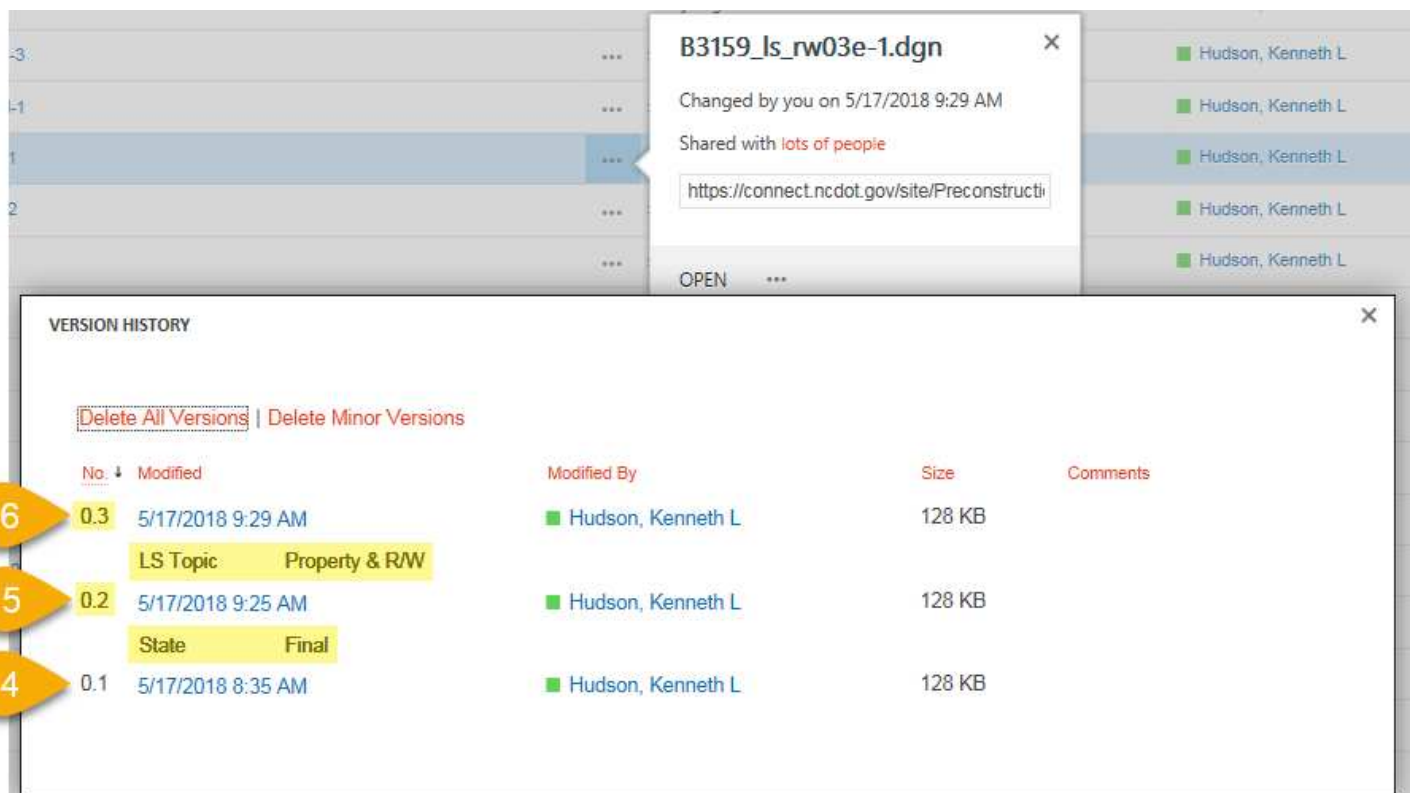 -3 ... Hudson, Kenneth L
B3159_ls_rw03e-1.dgn ×
-1 ... Hudson, Kenneth L
Changed by you on 5/17/2018 9:29 AM
Shared with lots of people
1 ... Hudson, Kenneth L
https://connect.ncdot.gov/site/Preconstructi
2 ... Hudson, Kenneth L
... Hudson, Kenneth L
OPEN ...
VERSION HISTORY ×
Delete All Versions | Delete Minor Versions
No. ↓ Modified Modified By Size Comments
6 0.3 5/17/2018 9:29 AM Hudson, Kenneth L 128 KB
LS Topic Property & R/W
5 0.2 5/17/2018 9:25 AM Hudson, Kenneth L 128 KB
State Final
4 0.1 5/17/2018 8:35 AM Hudson, Kenneth L 128 KB